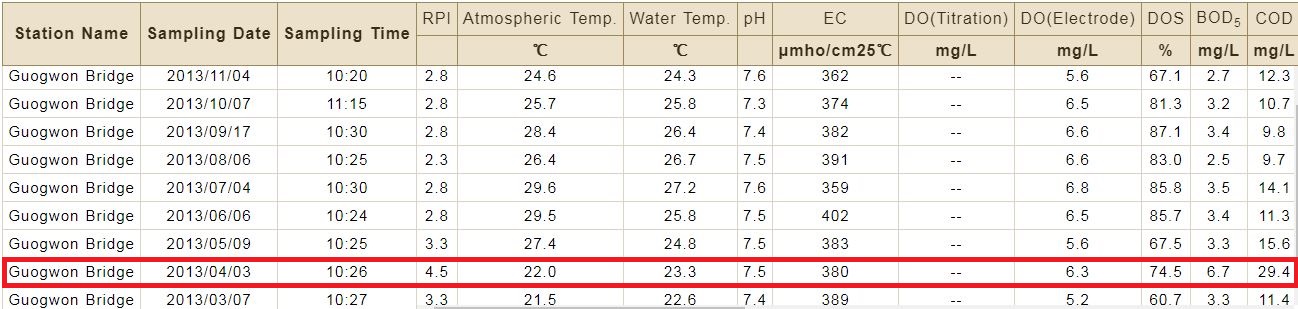 Station Name Sampling Date Sampling Time RPI Atmospheric Temp. Water Temp. pH EC DO(Titration) DO(Electrode) DOS BOD5 COD
℃ ℃ μmho/cm25℃ mg/L mg/L % mg/L mg/L
Guogwon Bridge 2013/11/04 10:20 2.8 24.6 24.3 7.6 362 -- 5.6 67.1 2.7 12.3
Guogwon Bridge 2013/10/07 11:15 2.8 25.7 25.8 7.3 374 -- 6.5 81.3 3.2 10.7
Guogwon Bridge 2013/09/17 10:30 2.8 28.4 26.4 7.4 382 -- 6.6 87.1 3.4 9.8
Guogwon Bridge 2013/08/06 10:25 2.3 26.4 26.7 7.5 391 -- 6.6 83.0 2.5 9.7
Guogwon Bridge 2013/07/04 10:30 2.8 29.6 27.2 7.6 359 -- 6.8 85.8 3.5 14.1
Guogwon Bridge 2013/06/06 10:24 2.8 29.5 25.8 7.5 402 -- 6.5 85.7 3.4 11.3
Guogwon Bridge 2013/05/09 10:25 3.3 27.4 24.8 7.5 383 -- 5.6 67.5 3.3 15.6
Guogwon Bridge 2013/04/03 10:26 4.5 22.0 23.3 7.5 380 -- 6.3 74.5 6.7 29.4
Guogwon Bridge 2013/03/07 10:27 3.3 21.5 22.6 7.4 389 -- 5.2 60.7 3.3 11.4